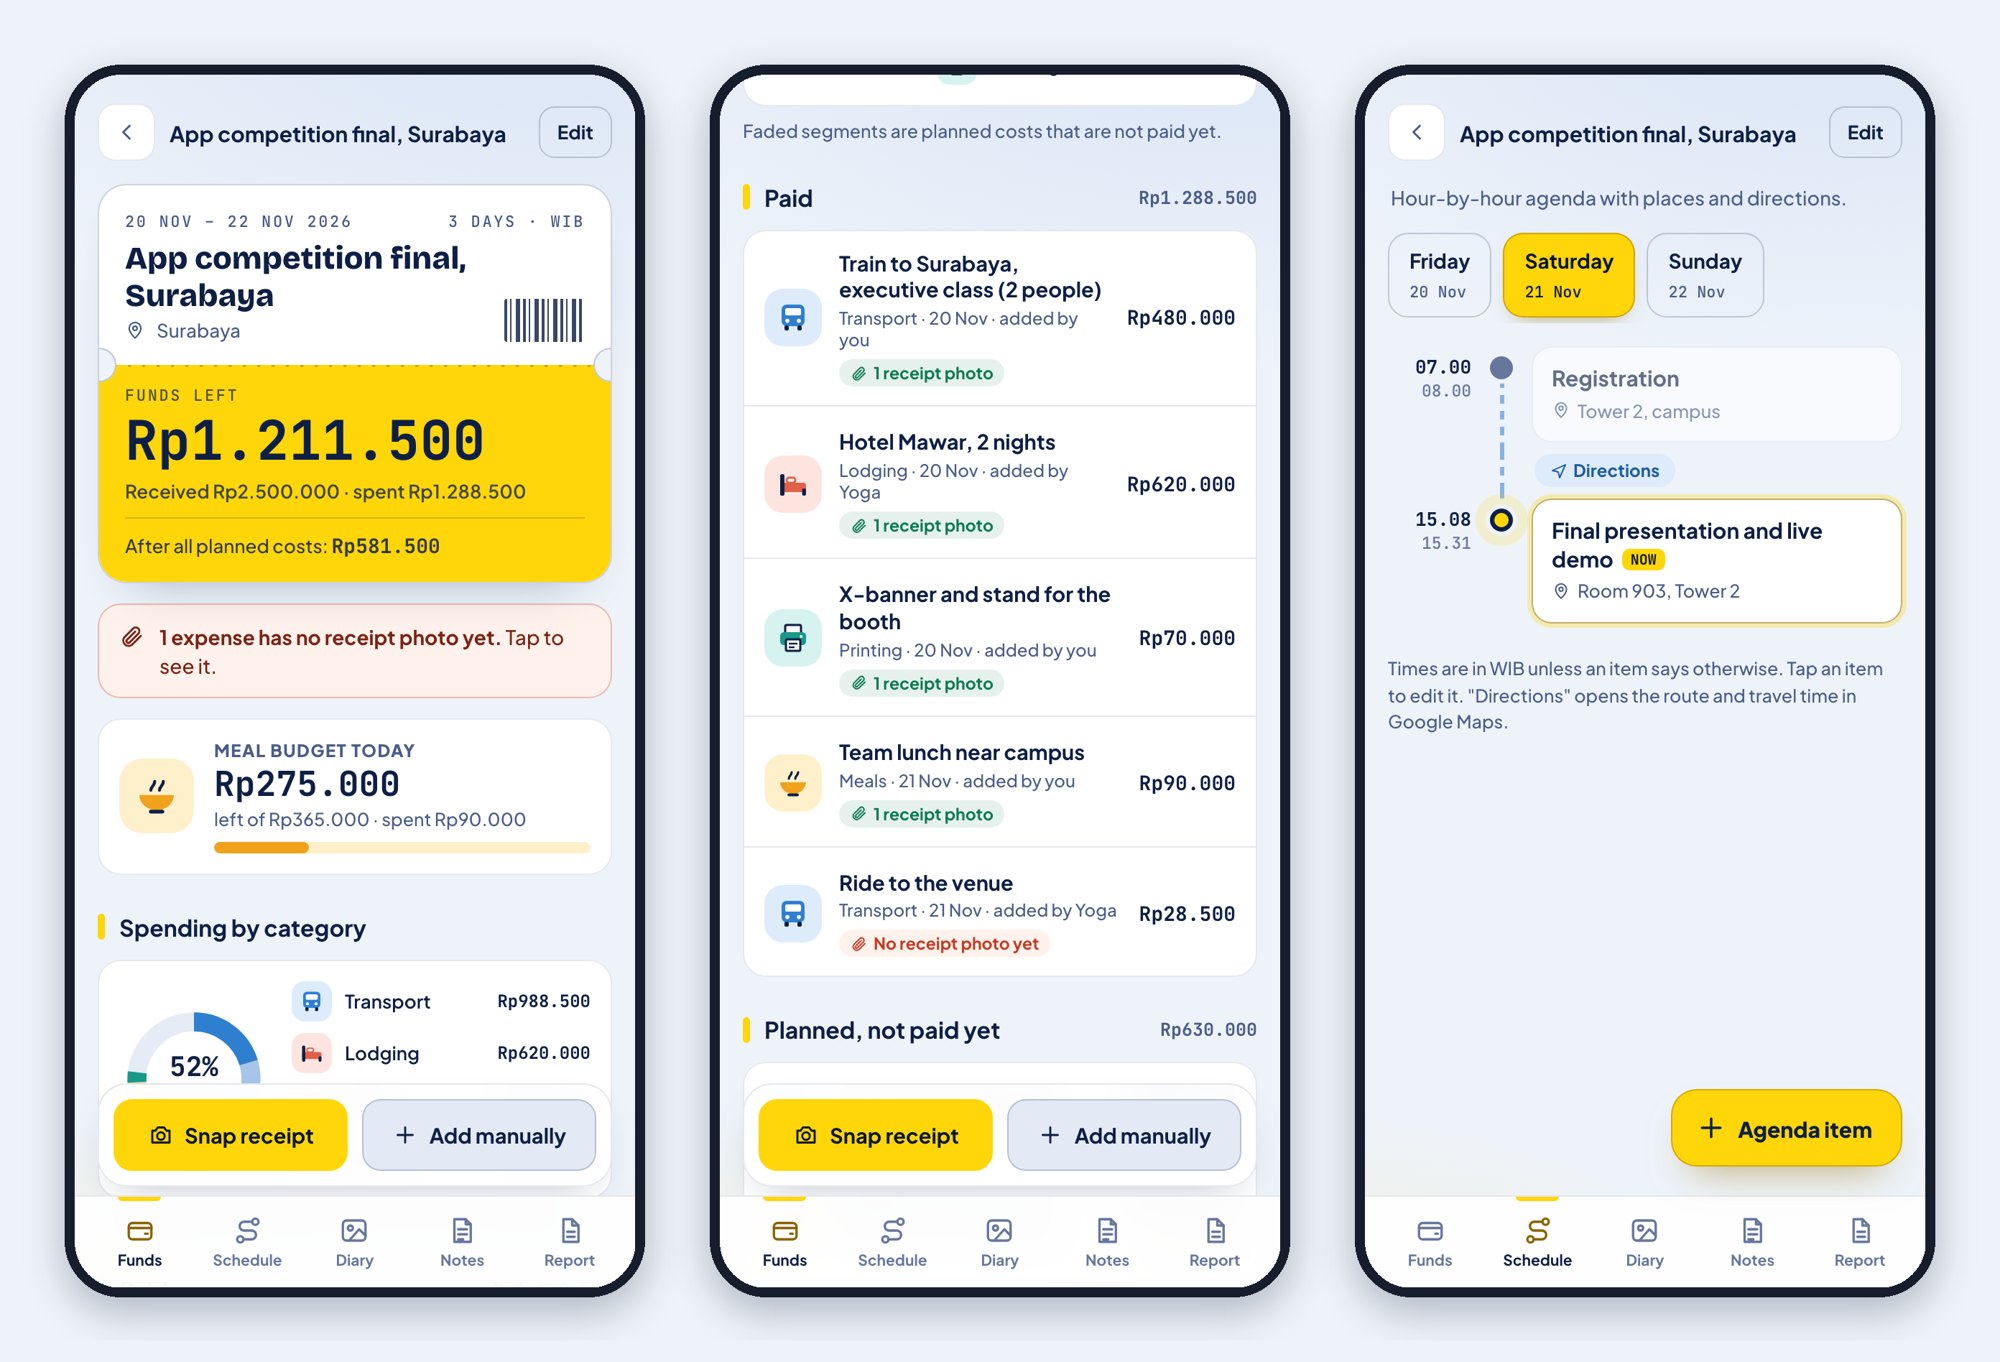 App competition final, Surabaya
Edit
20 NOV – 22 NOV 2026
3 DAYS · WIB
App competition final,
Surabaya
Surabaya
FUNDS LEFT
Rp1.211.500
Received Rp2.500.000 · spent Rp1.288.500
After all planned costs: Rp581.500
1 expense has no receipt photo yet. Tap to
see it.
MEAL BUDGET TODAY
Rp275.000
left of Rp365.000 · spent Rp90.000
Spending by category
Transport
Rp988.500
52%
Lodging
Rp620.000
Snap receipt
Add manually
Funds
Schedule
Diary
Notes
Report
Faded segments are planned costs that are not paid yet.
Paid
Rp1.288.500
Train to Surabaya,
executive class (2 people)
Transport · 20 Nov · added by
you
Rp480.000
1 receipt photo
Hotel Mawar, 2 nights
Lodging · 20 Nov · added by
Yoga
Rp620.000
1 receipt photo
X-banner and stand for the
booth
Printing · 20 Nov · added by you
Rp70.000
1 receipt photo
Team lunch near campus
Meals · 21 Nov · added by you
Rp90.000
1 receipt photo
Ride to the venue
Transport · 21 Nov · added by Yoga
Rp28.500
No receipt photo yet
Planned, not paid yet
Rp630.000
Snap receipt
Add manually
Funds
Schedule
Diary
Notes
Report
App competition final, Surabaya
Edit
Hour-by-hour agenda with places and directions.
Friday
20 Nov
Saturday
21 Nov
Sunday
22 Nov
07.00
08.00
Registration
Tower 2, campus
Directions
15.08
15.31
Final presentation and live
demo NOW
Room 903, Tower 2
Times are in WIB unless an item says otherwise. Tap an item
to edit it. "Directions" opens the route and travel time in
Google Maps.
Agenda item
Funds
Schedule
Diary
Notes
Report